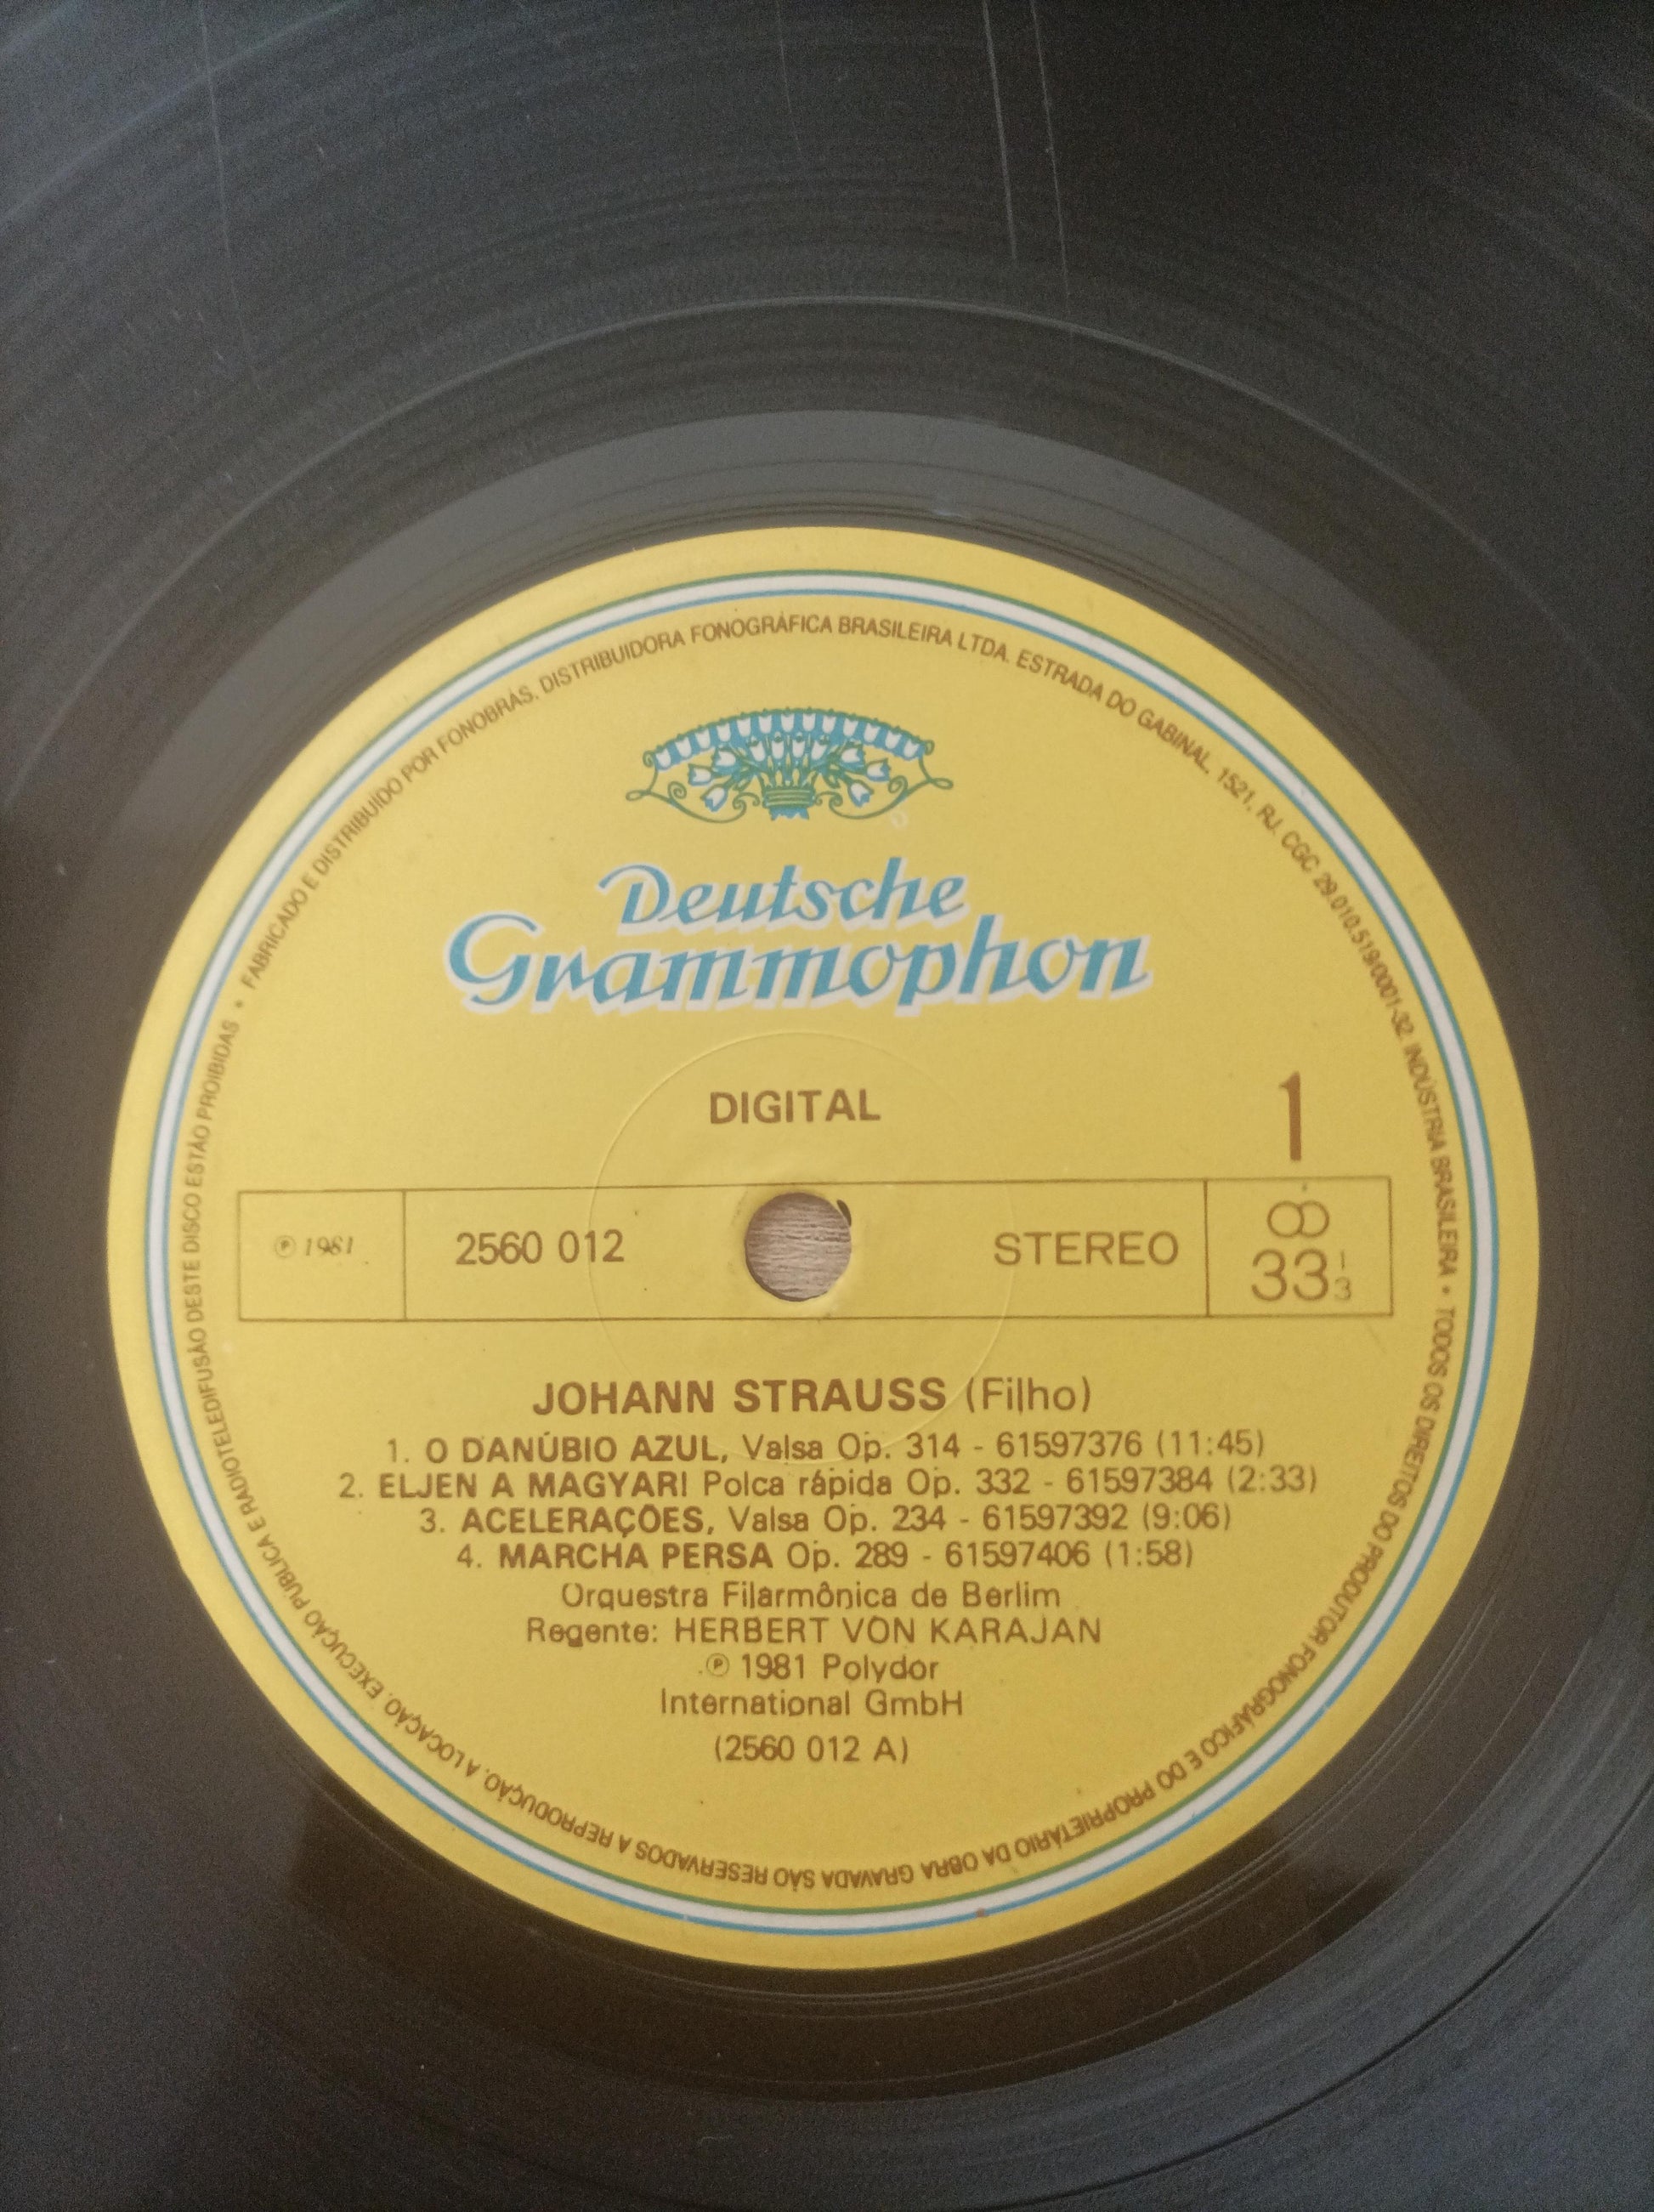 FABRICADO E DISTRIBUIDO POR FONOBRÁS. DISTRIBUIDORA FONOGRÁFICA BRASILEIRA LTDA. ESTRADA DO GABINAL, 1521, RJ. CGC 29.010.519/001-32. INDÚSTRIA BRASILEIRA • TODOS OS DIREITOS DO PRODUTOR FONOGRÁFICO E DO PROPRIETÁRIO DA OBRA GRAVADA SÃO RESERVADOS A REPRODUÇÃO, A LOCAÇÃO, EXECUÇÃO PÚBLICA E RADIOTELEDIFUSÃO DESTE DISCO ESTÃO PROIBIDAS •
Deutsche
Grammophon
DIGITAL
1
℗ 1981
2560 012
STEREO
33 1/3
JOHANN STRAUSS (Filho)
1. O DANÚBIO AZUL, Valsa Op. 314 - 61597376 (11:45)
2. ELJEN A MAGYAR! Polca rápida Op. 332 - 61597384 (2:33)
3. ACELERAÇÕES, Valsa Op. 234 - 61597392 (9:06)
4. MARCHA PERSA Op. 289 - 61597406 (1:58)
Orquestra Filarmônica de Berlim
Regente: HERBERT VON KARAJAN
℗ 1981 Polydor
International GmbH
(2560 012 A)